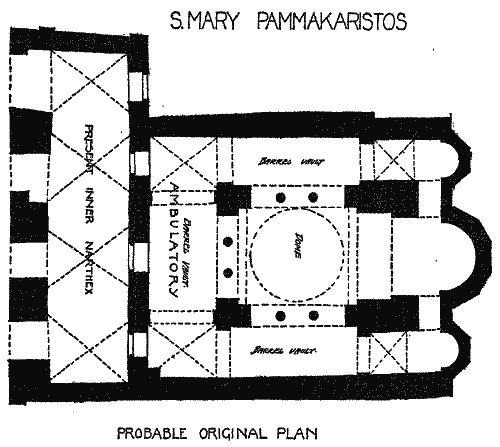 S. MARY PAMMAKARISTOS
PRESENT INNER NARTHEX
BARREL VAULT
AMBULATORY
BARREL VAULT.
DOME
BARREL VAULT.
PROBABLE ORIGINAL PLAN